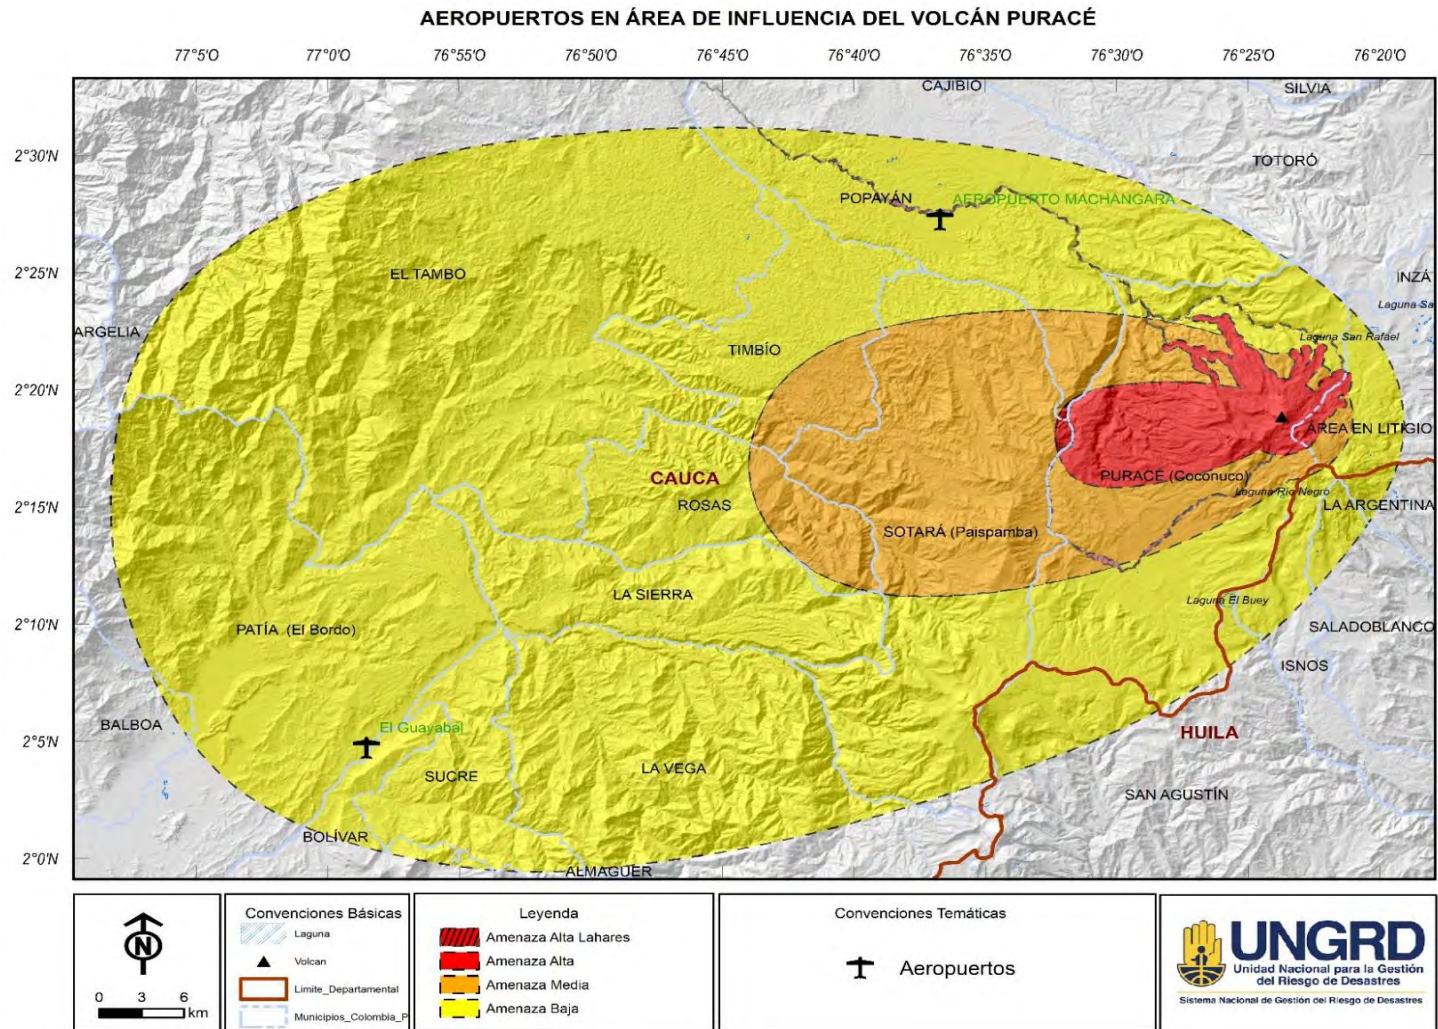 AEROPUERTOS EN ÁREA DE INFLUENCIA DEL VOLCÁN PURACÉ
77°5'O 77°0'O 76°55'O 76°50'O 76°45'O 76°40'O 76°35'O 76°30'O 76°25'O 76°20'O
CAJIBIO
SILVIA
2°30'N
TOTORÓ
POPAYÁN
AEROPUERTO MACHANGARA
2°25'N
EL TAMBO
INZÁ
Laguna Sa
ARGELIA
Laguna San Rafael
TIMBÍO
2°20'N
ÁREA EN LITIGIO
CAUCA
PURACÉ (Coconuco)
Laguna Río Negro
2°15'N
ROSAS
LA ARGENTINA
SOTARÁ (Paispamba)
LA SIERRA
Laguna El Buey
2°10'N
PATÍA (El Bordo)
SALADOBLANCO
ISNOS
BALBOA
El Guayabal
HUILA
2°5'N
SUCRE
LA VEGA
SAN AGUSTÍN
BOLÍVAR
2°0'N
ALMAGUER
N
0 3 6
km
Convenciones Básicas
Laguna
Volcan
Limite_Departamental
Municipios_Colombia_P
Leyenda
Amenaza Alta Lahares
Amenaza Alta
Amenaza Media
Amenaza Baja
Convenciones Temáticas
Aeropuertos
UNGRD
Unidad Nacional para la Gestión
del Riesgo de Desastres
Sistema Nacional de Gestión del Riesgo de Desastres